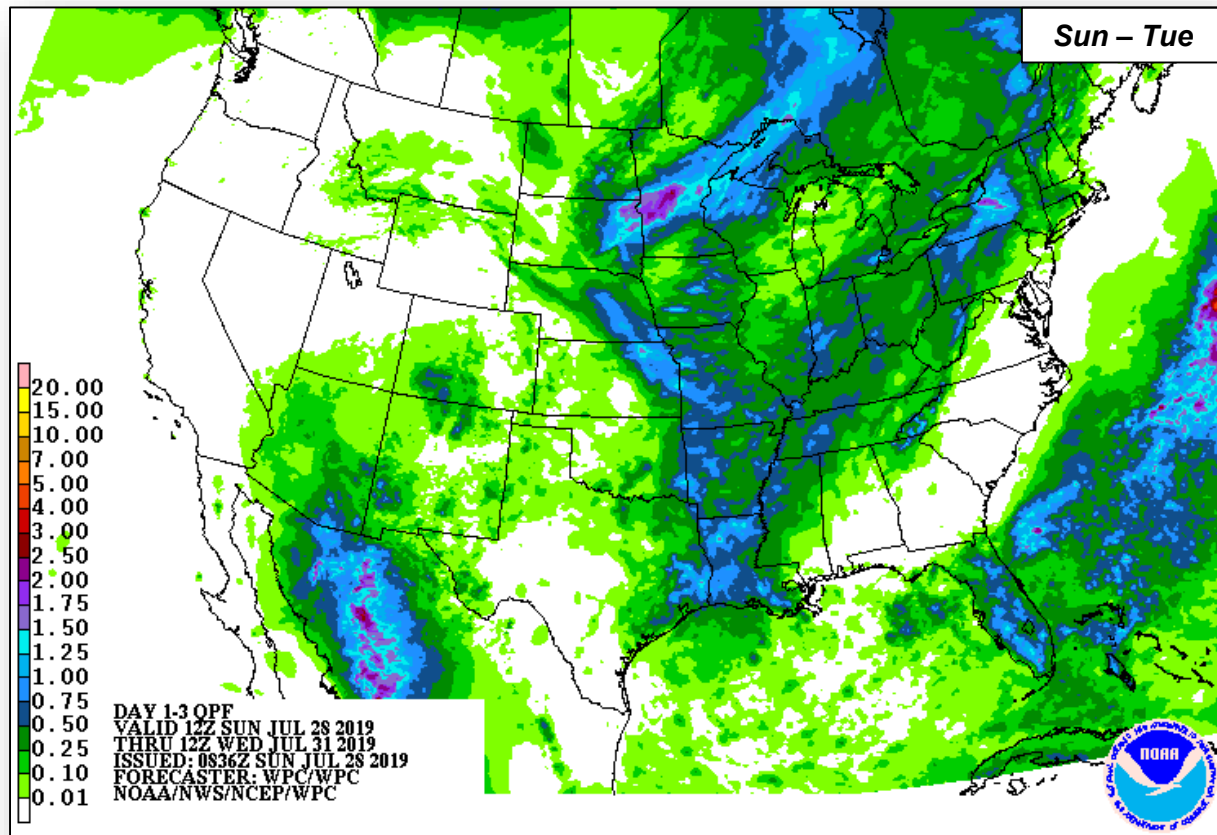 Sun – Tue
20.00
15.00
10.00
7.00
5.00
4.00
3.00
2.50
2.00
1.75
1.50
1.25
1.00
0.75
0.50
0.25
0.10
0.01
DAY 1-3 QPF
VALID 12Z SUN JUL 28 2019
THRU 12Z WED JUL 31 2019
ISSUED: 0836Z SUN JUL 28 2019
FORECASTER: WPC/WPC
NOAA/NWS/NCEP/WPC
NOAA